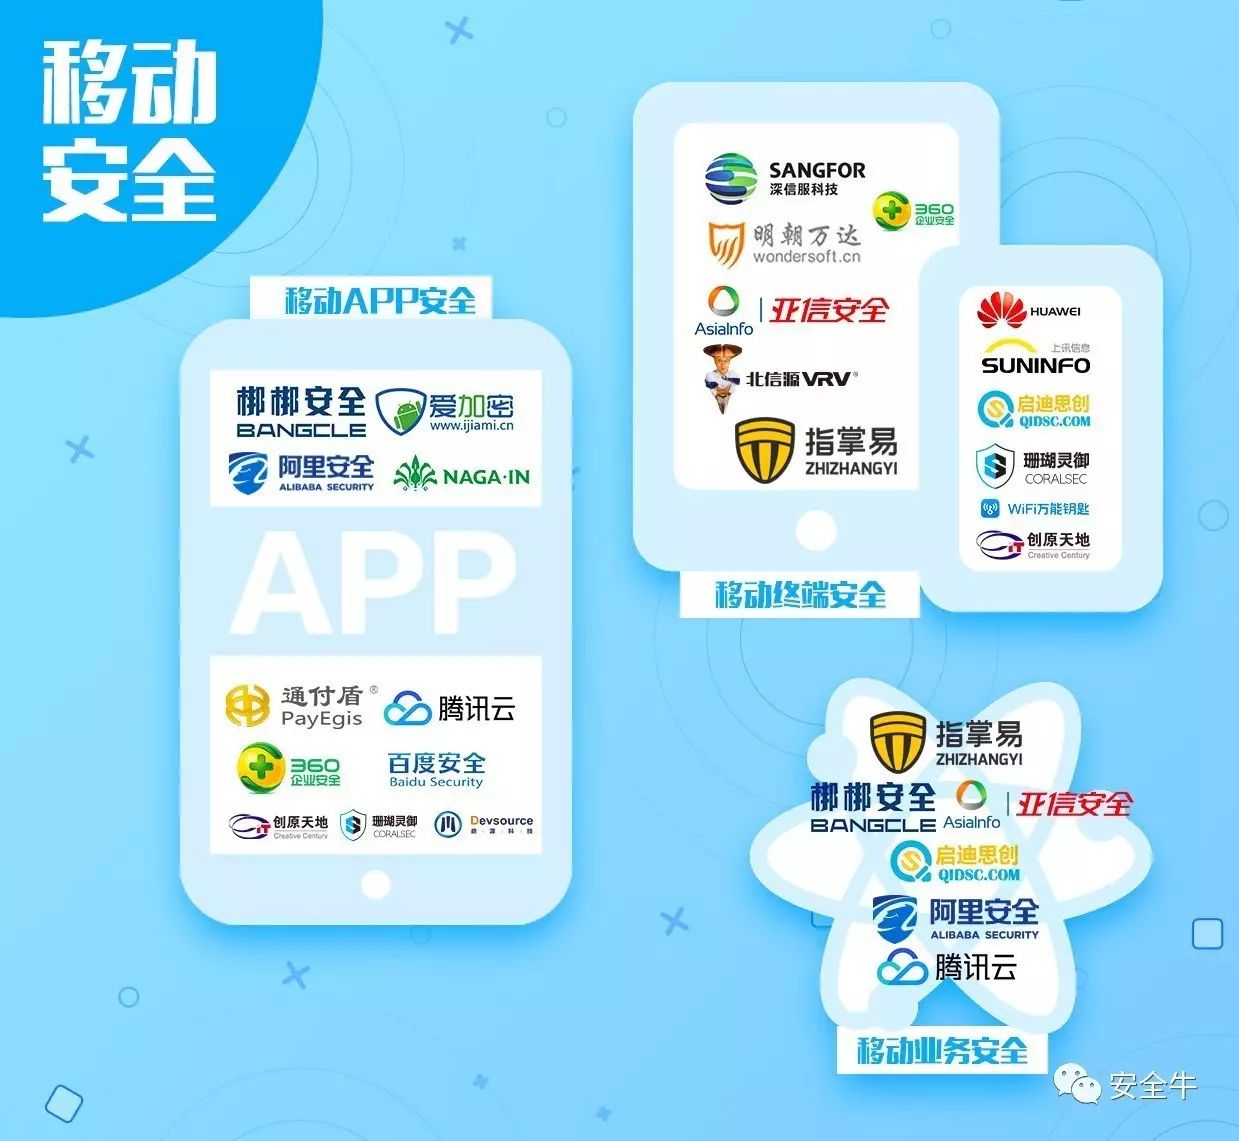 移动
安全
移动APP安全
梆梆安全
BANGCLE
爱加密
www.ijiami.cn
阿里安全
ALIBABA SECURITY
NAGA·IN
APP
通付盾®
PayEgis
腾讯云
360
企业安全
百度安全
Baidu Security
创原天地
Creative Century
珊瑚灵御
CORALSEC
Devsource
鼎·源·科·技
SANGFOR
深信服科技
360
企业安全
明朝万达
wondersoft.cn
AsiaInfo
亚信安全
北信源VRV®
指掌易
ZHIZHANGYI
移动终端安全
HUAWEI
上讯信息
SUNINFO
启迪思创
QIDSC.COM
珊瑚灵御
CORALSEC
WiFi万能钥匙
创原天地
Creative Century
指掌易
ZHIZHANGYI
梆梆安全
BANGCLE
AsiaInfo
亚信安全
启迪思创
QIDSC.COM
阿里安全
ALIBABA SECURITY
腾讯云
移动业务安全
安全牛